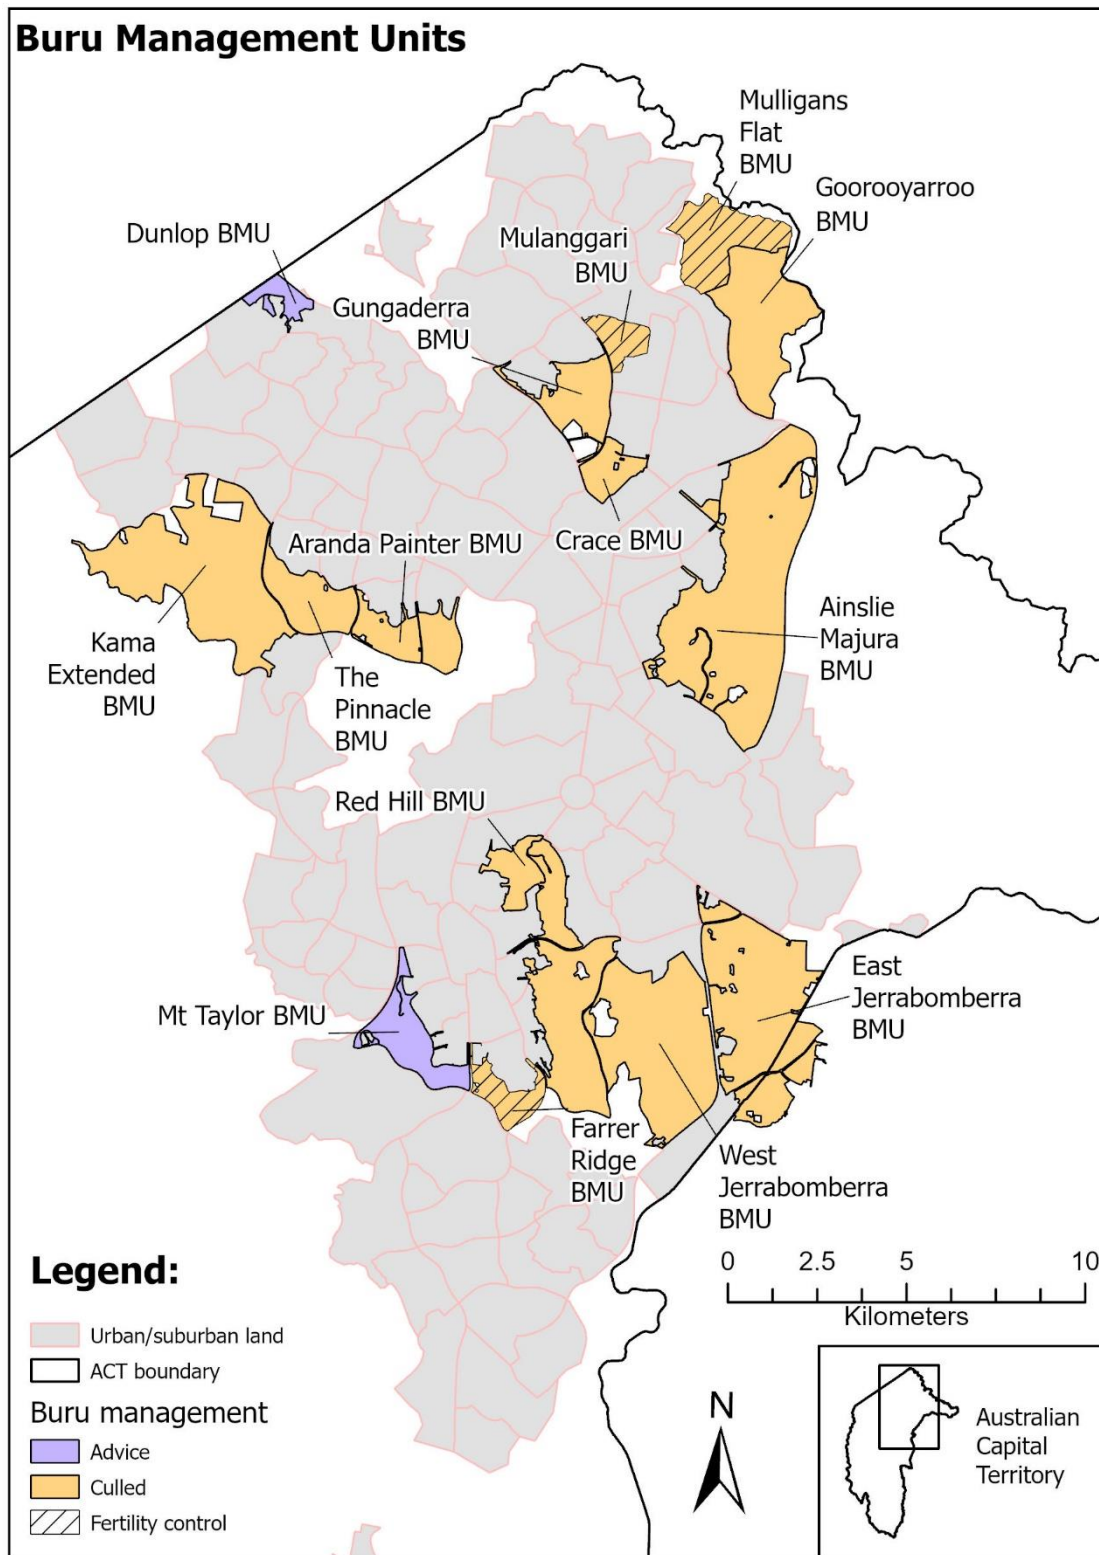 Buru Management Units
Mulligans
Flat
BMU
Goorooyarroo
BMU
Dunlop BMU
Mulanggari
BMU
Gungaderra
BMU
Aranda Painter BMU
Crace BMU
Kama
Extended
BMU
The
Pinnacle
BMU
Ainslie
Majura
BMU
Red Hill BMU
Mt Taylor BMU
East
Jerrabomberra
BMU
Farrer
Ridge
BMU
West
Jerrabomberra
BMU
0 2.5 5 10
Kilometers
Legend:
Urban/suburban land
ACT boundary
Buru management
Advice
Culled
Fertility control
N
Australian
Capital
Territory